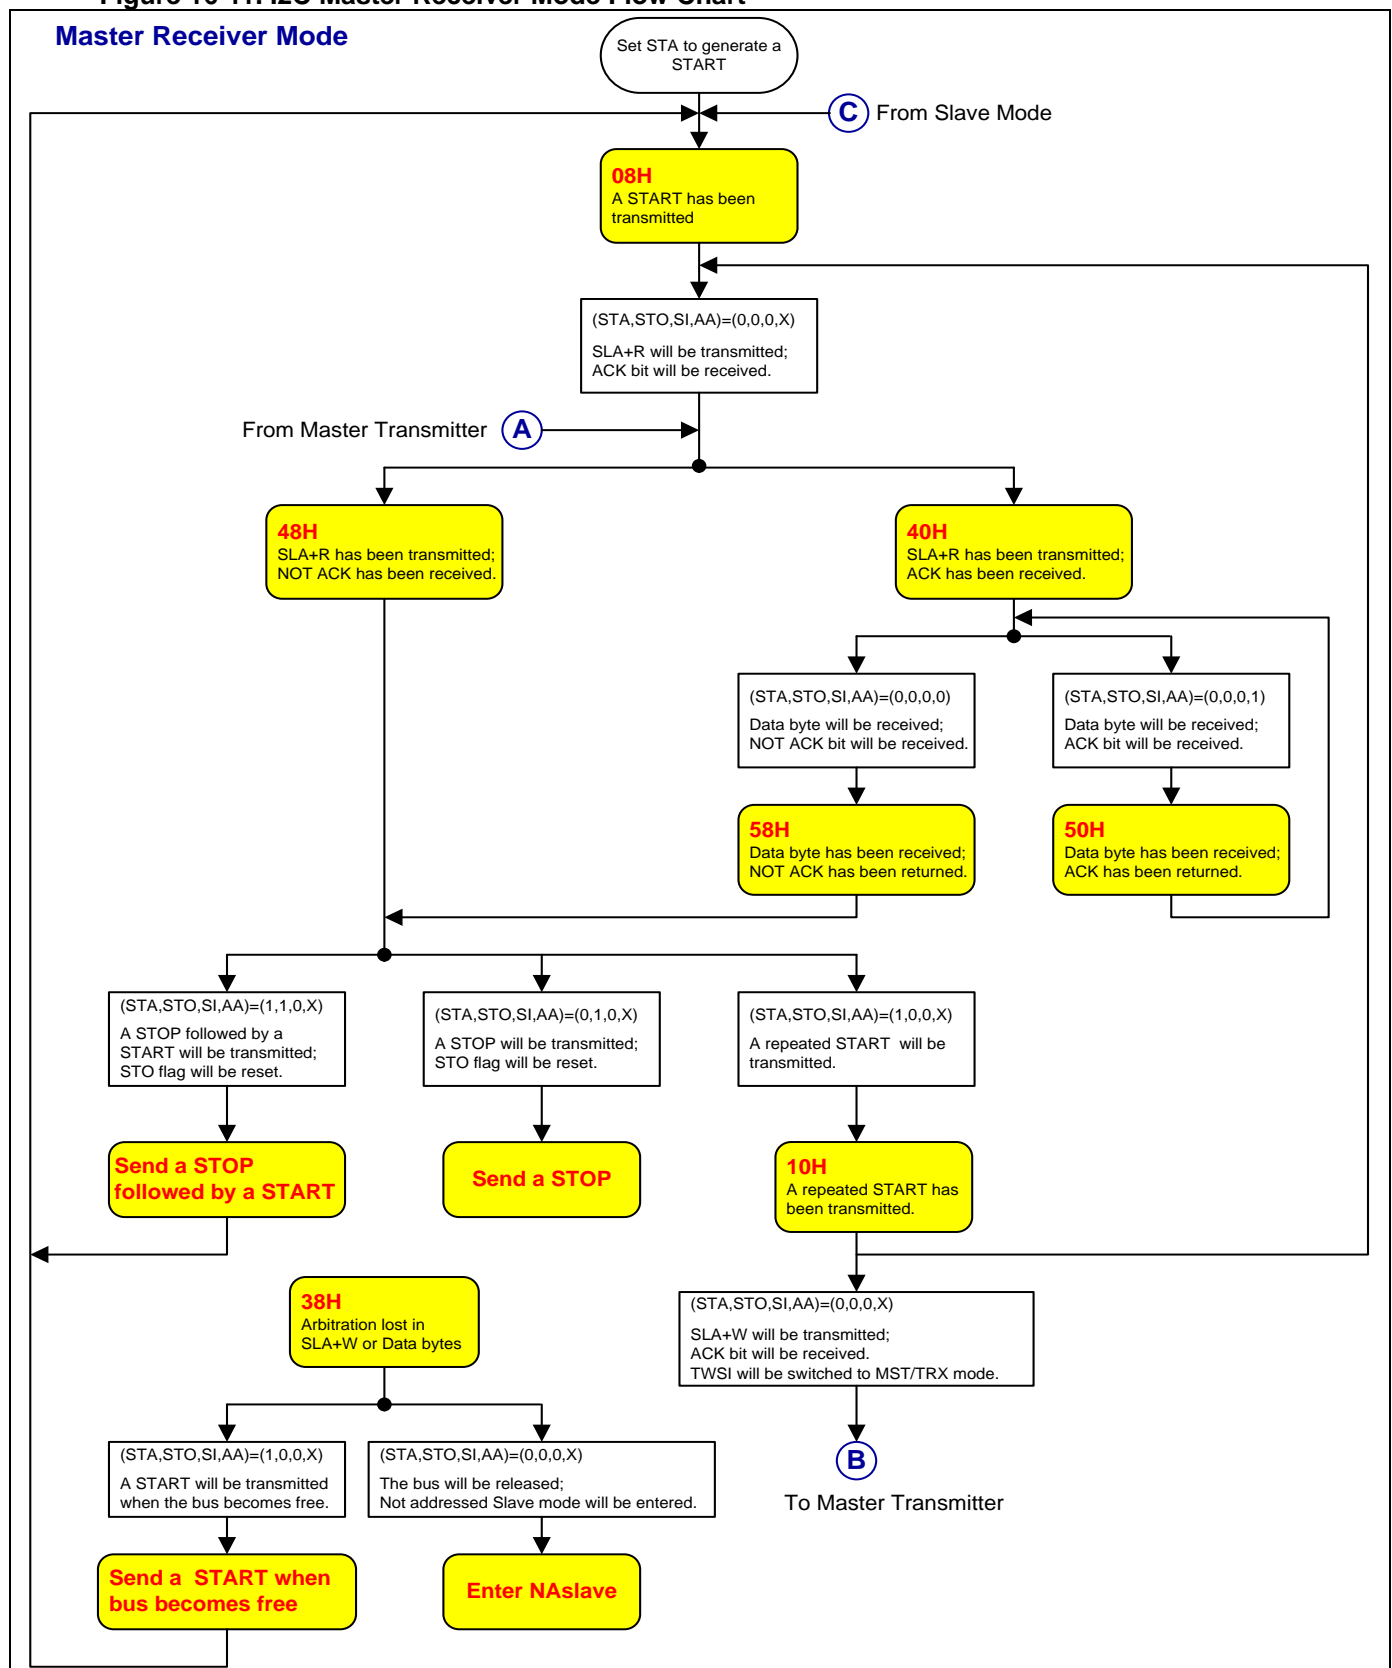 Figure 16-11. I2C Master Receiver Mode Flow Chart
Master Receiver Mode
Set STA to generate a
START
C From Slave Mode
08H
A START has been
transmitted
(STA,STO,SI,AA)=(0,0,0,X)
SLA+R will be transmitted;
ACK bit will be received.
From Master Transmitter A
48H
SLA+R has been transmitted;
NOT ACK has been received.
40H
SLA+R has been transmitted;
ACK has been received.
(STA,STO,SI,AA)=(0,0,0,0)
Data byte will be received;
NOT ACK bit will be received.
(STA,STO,SI,AA)=(0,0,0,1)
Data byte will be received;
ACK bit will be received.
58H
Data byte has been received;
NOT ACK has been returned.
50H
Data byte has been received;
ACK has been returned.
(STA,STO,SI,AA)=(1,1,0,X)
A STOP followed by a
START will be transmitted;
STO flag will be reset.
(STA,STO,SI,AA)=(0,1,0,X)
A STOP will be transmitted;
STO flag will be reset.
(STA,STO,SI,AA)=(1,0,0,X)
A repeated START will be
transmitted.
Send a STOP
followed by a START
Send a STOP
10H
A repeated START has
been transmitted.
38H
Arbitration lost in
SLA+W or Data bytes
(STA,STO,SI,AA)=(0,0,0,X)
SLA+W will be transmitted;
ACK bit will be received.
TWSI will be switched to MST/TRX mode.
(STA,STO,SI,AA)=(1,0,0,X)
A START will be transmitted
when the bus becomes free.
(STA,STO,SI,AA)=(0,0,0,X)
The bus will be released;
Not addressed Slave mode will be entered.
B
To Master Transmitter
Send a START when
bus becomes free
Enter NAslave